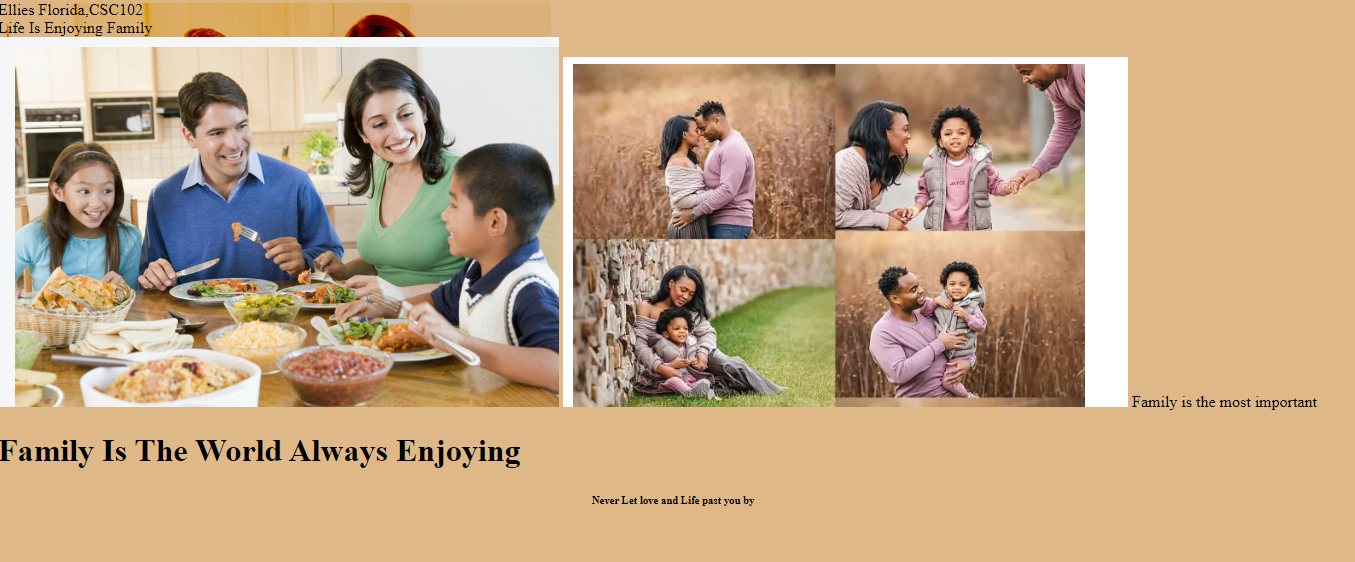 Ellies Florida,CSC102
Life Is Enjoying Family
Family is the most important
Family Is The World Always Enjoying
Never Let love and Life past you by